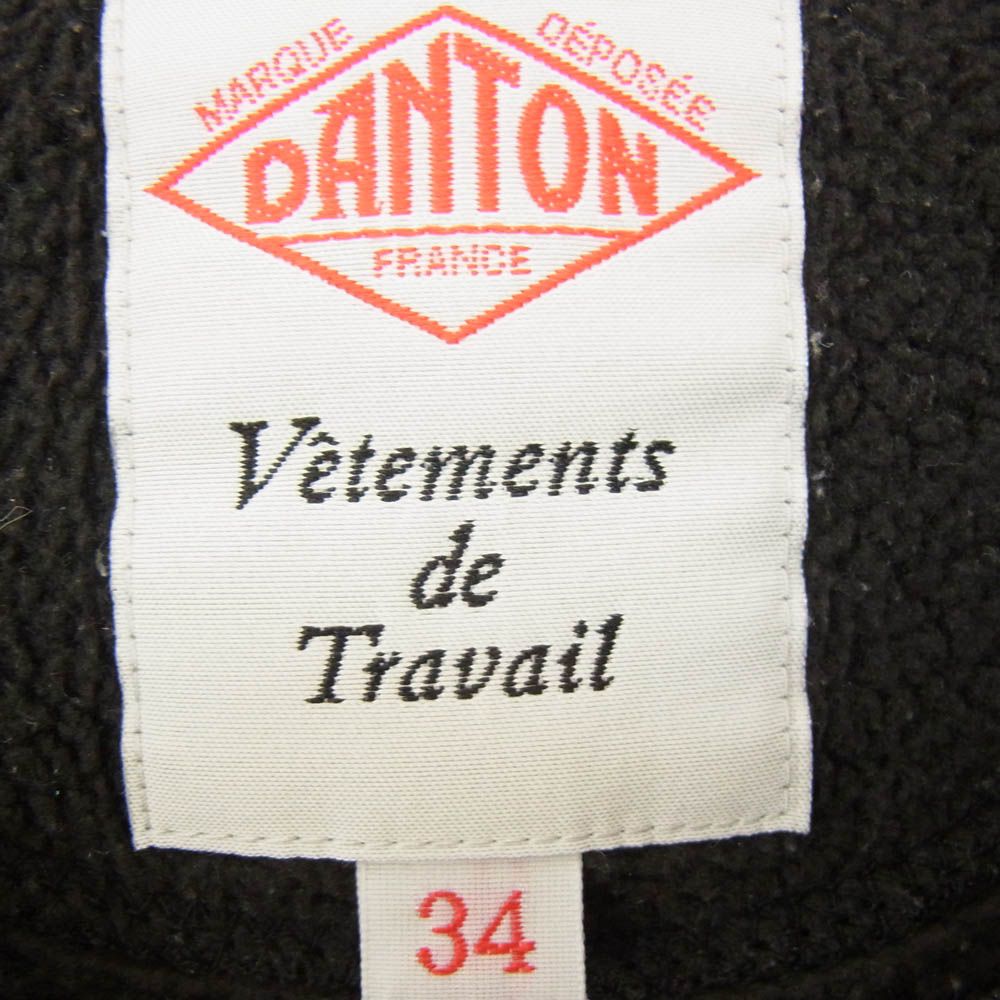 MARQUE DÉPOSÉE
DANTON
FRANCE
Vêtements
de
Travail
34